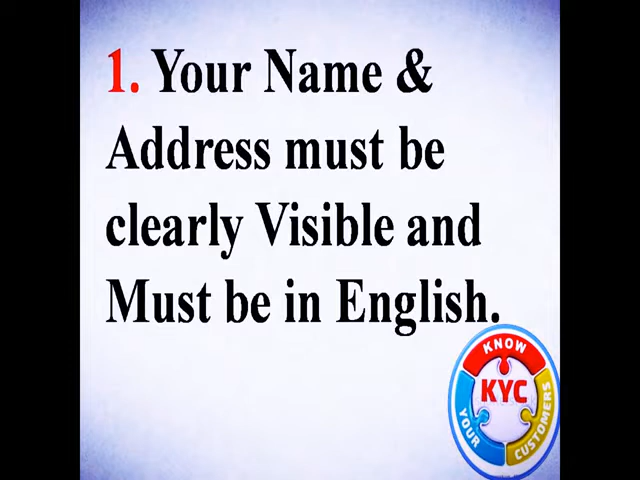 1. Your Name &
Address must be
clearly Visible and
Must be in English.
KNOW
KYC
YOUR
CUSTOMERS